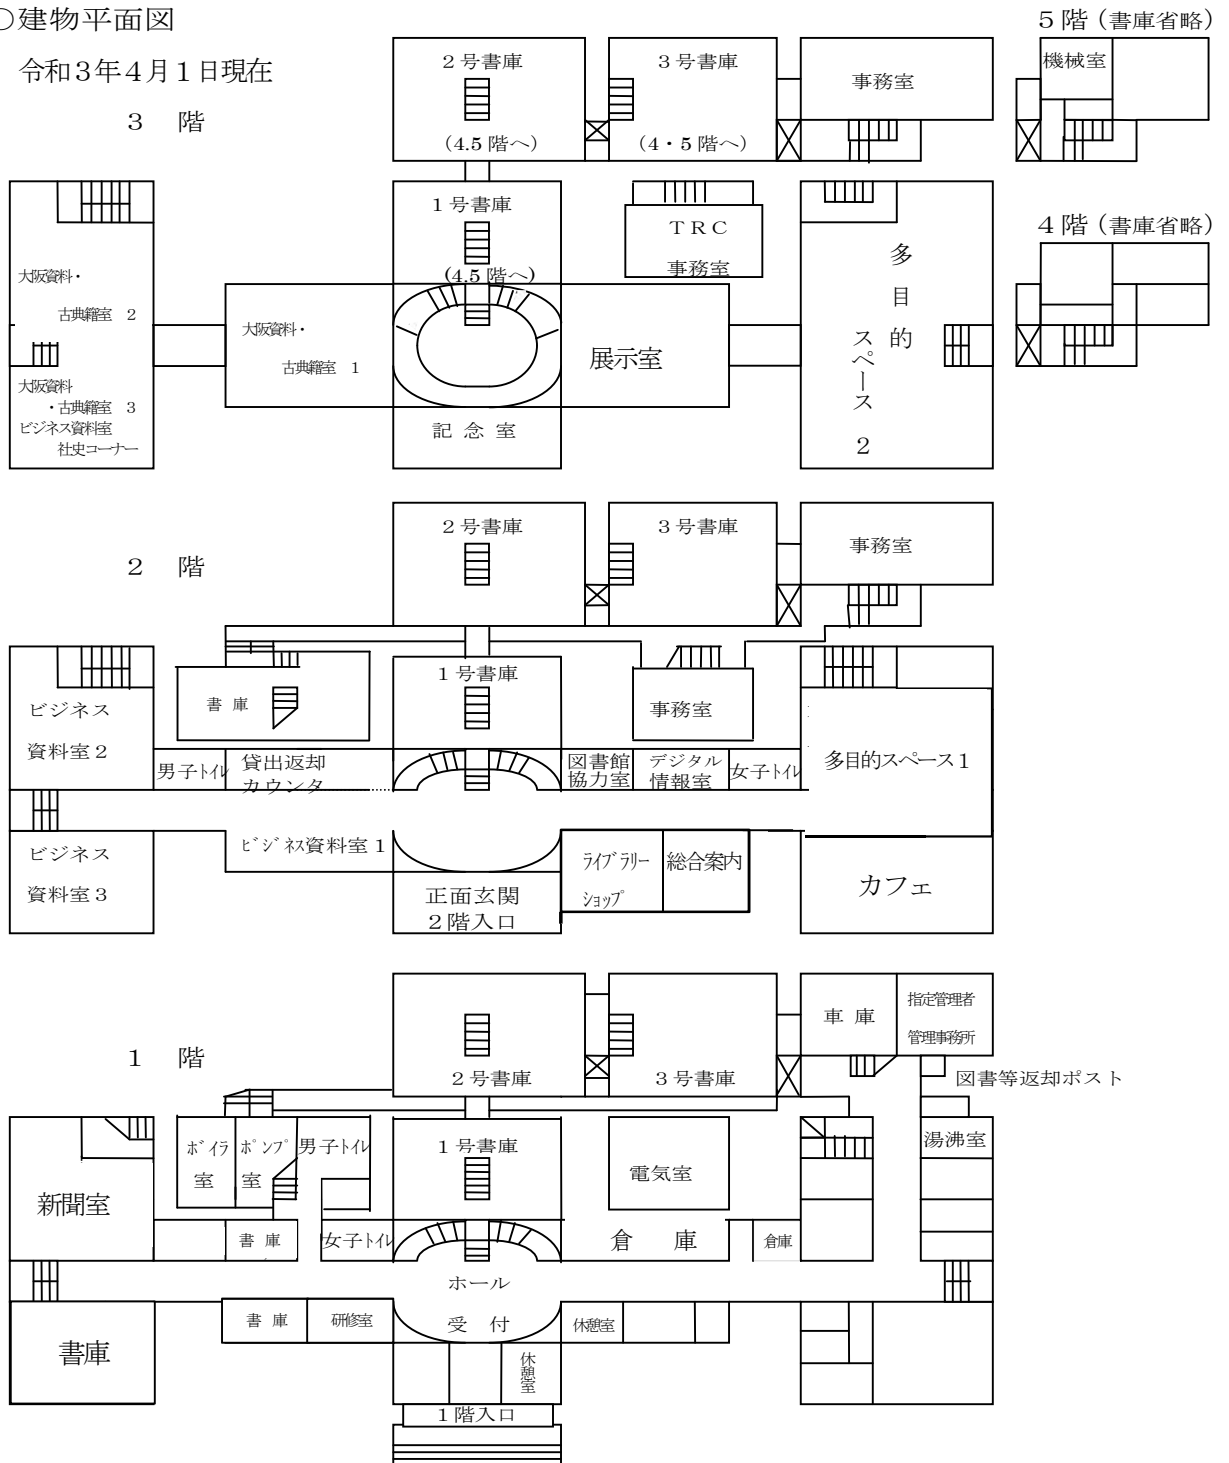 ○建物平面図
令和３年４月１日現在
５階（書庫省略）
機械室
３　階
２号書庫
(4.5 階へ)
３号書庫
(4・5 階へ)
事務室
１号書庫
(4.5 階へ)
ＴＲＣ
事務室
４階（書庫省略）
大阪資料・
古典籍室　2
大阪資料・
古典籍室　1
展示室
多目的
スペース　２
大阪資料
・古典籍室　3
ビジネス資料室
社史コーナー
記 念 室
２　階
２号書庫
３号書庫
事務室
書 庫
１号書庫
事務室
ビジネス
資料室２
男子トイレ
貸出返却
カウンター
図書館
協力室
デジタル
情報室
女子トイレ
多目的スペース１
ビジネス
資料室３
ビジネス資料室１
ライブラリー
ショップ
総合案内
カフェ
正面玄関
２階入口
１　階
２号書庫
３号書庫
車 庫
指定管理者
管理事務所
図書等返却ポスト
新聞室
ボイラ
室
ポンプ
室
男子トイレ
１号書庫
電気室
湯沸室
書 庫
女子トイレ
倉　庫
倉庫
ホール
受　付
書庫
書 庫
研修室
休憩室
休憩室
１階入口